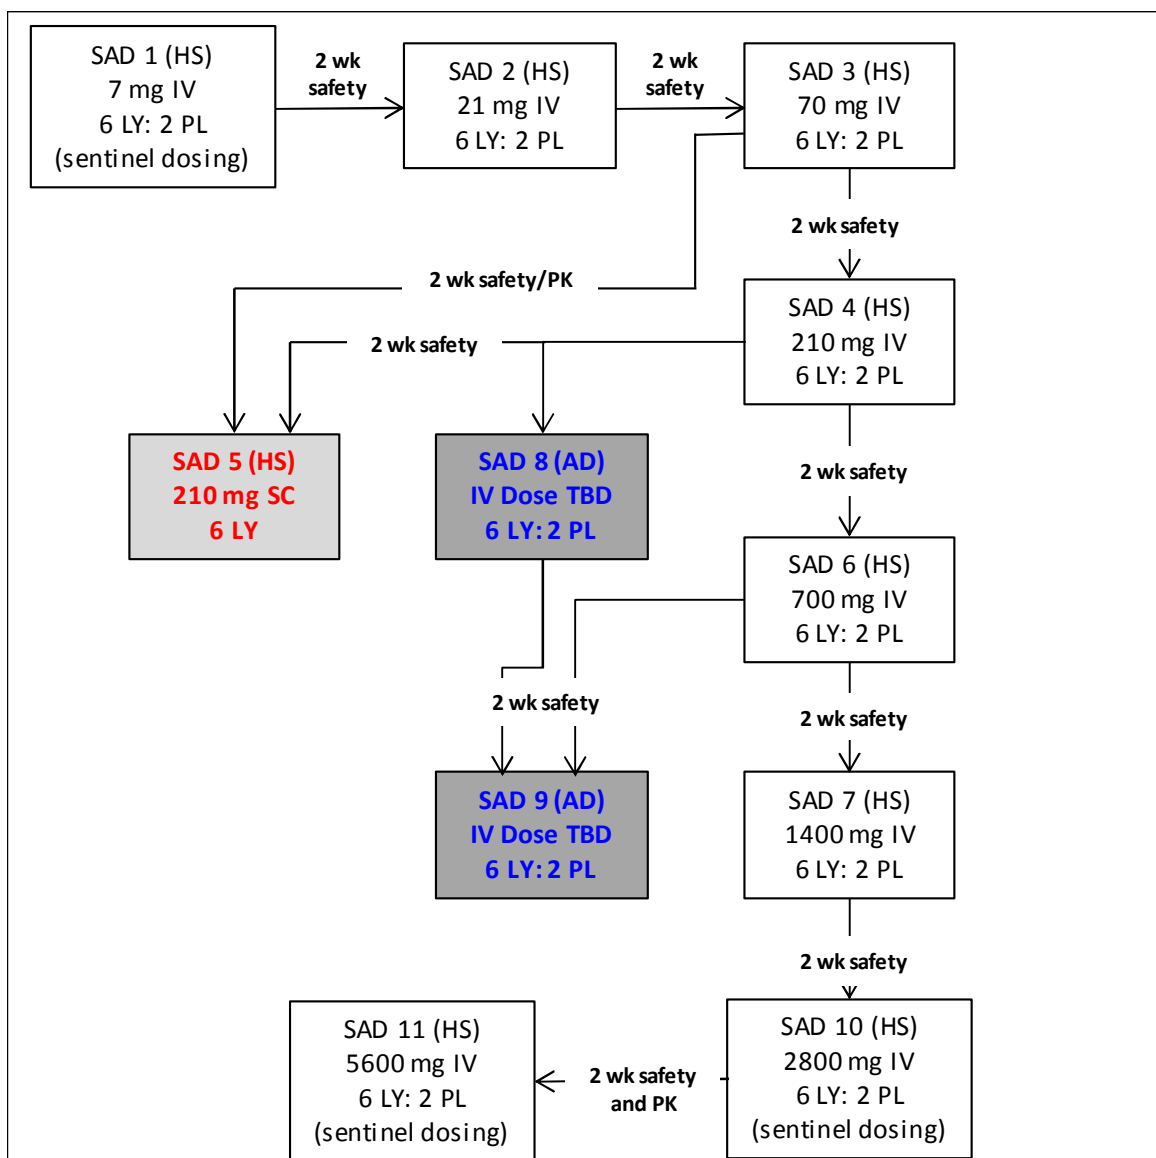 SAD 1 (HS)
7 mg IV
6 LY: 2 PL
(sentinel dosing)
2 wk
safety
SAD 2 (HS)
21 mg IV
6 LY: 2 PL
2 wk
safety
SAD 3 (HS)
70 mg IV
6 LY: 2 PL
2 wk safety
2 wk safety/PK
SAD 4 (HS)
210 mg IV
6 LY: 2 PL
2 wk safety
SAD 5 (HS)
210 mg SC
6 LY
SAD 8 (AD)
IV Dose TBD
6 LY: 2 PL
2 wk safety
SAD 6 (HS)
700 mg IV
6 LY: 2 PL
2 wk safety
2 wk safety
SAD 9 (AD)
IV Dose TBD
6 LY: 2 PL
SAD 7 (HS)
1400 mg IV
6 LY: 2 PL
2 wk safety
SAD 11 (HS)
5600 mg IV
6 LY: 2 PL
(sentinel dosing)
2 wk safety
and PK
SAD 10 (HS)
2800 mg IV
6 LY: 2 PL
(sentinel dosing)